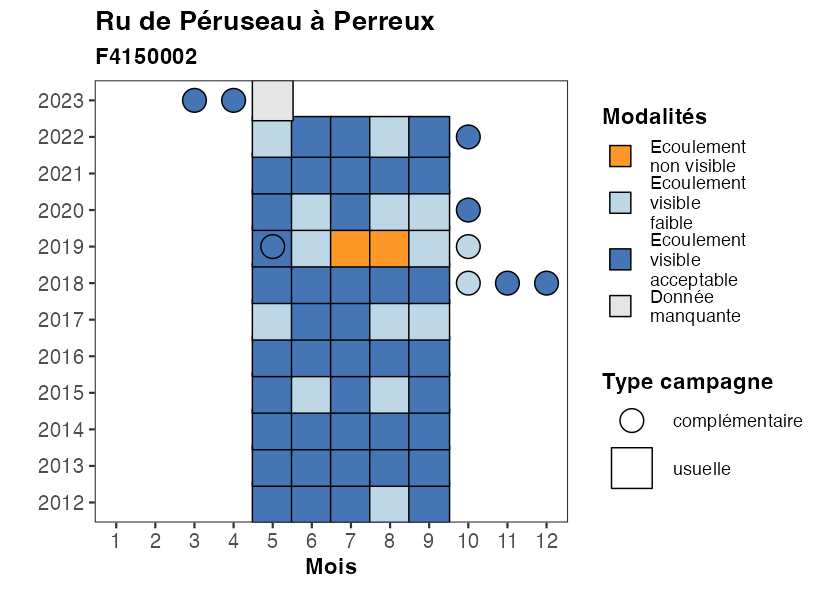 Ru de Péruseau à Perreux
F4150002
2023
2022
2021
2020
2019
2018
2017
2016
2015
2014
2013
2012
1 2 3 4 5 6 7 8 9 10 11 12
Mois
Modalités
Ecoulement
non visible
Ecoulement
visible
faible
Ecoulement
visible
acceptable
Donnée
manquante
Type campagne
complémentaire
usuelle